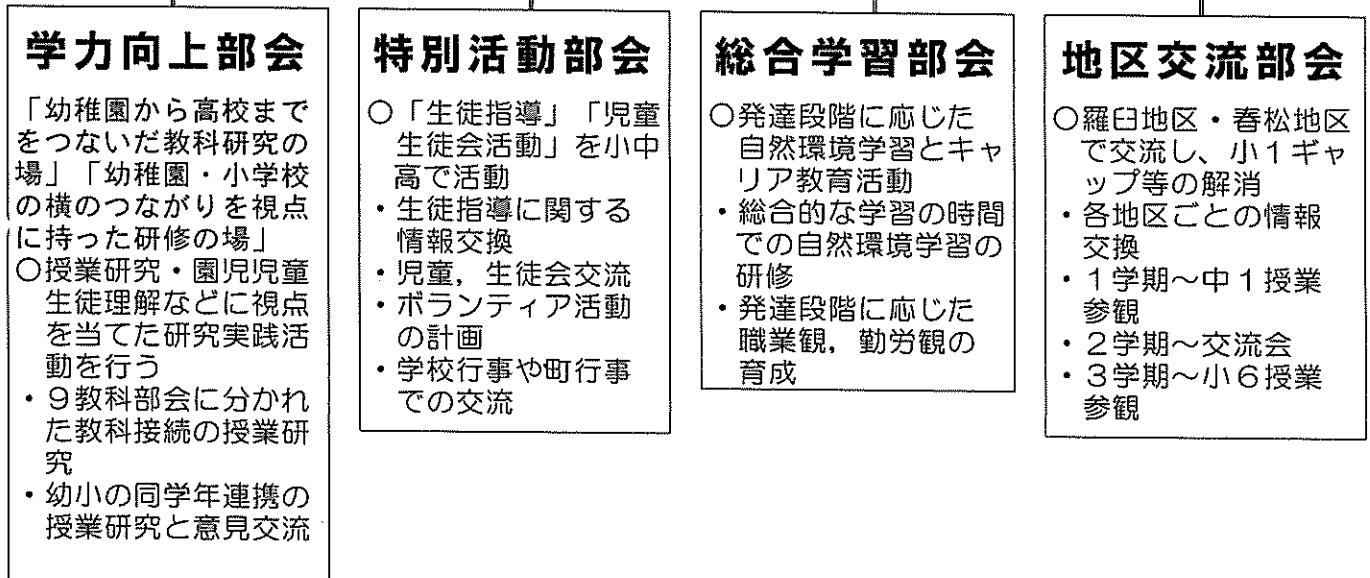 学力向上部会
「幼稚園から高校まで
をつないだ教科研究の
場」「幼稚園・小学校
の横のつながりを視点
に持った研修の場」
○授業研究・園児児童
生徒理解などに視点
を当てた研究実践活
動を行う
・９教科部会に分かれ
た教科接続の授業研
究
・幼小の同学年連携の
授業研究と意見交流
特別活動部会
○「生徒指導」「児童
生徒会活動」を小中
高で活動
・生徒指導に関する
情報交換
・児童，生徒会交流
・ボランティア活動
の計画
・学校行事や町行事
での交流
総合学習部会
○発達段階に応じた
自然環境学習とキャ
リア教育活動
・総合的な学習の時間
での自然環境学習の
研修
・発達段階に応じた
職業観，勤労観の
育成
地区交流部会
○羅臼地区・春松地区
で交流し、小１ギャ
ップ等の解消
・各地区ごとの情報
交換
・１学期～中１授業
参観
・２学期～交流会
・３学期～小６授業
参観